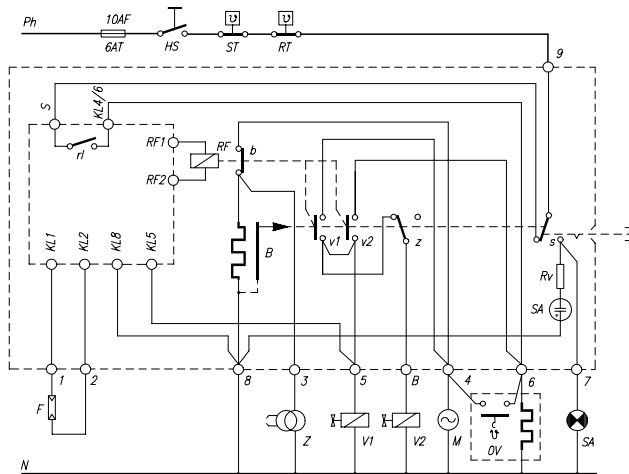 Ph
10AF
6AT
HS
ST
RT
9
S
KL4/6
rl
RF1
RF
b
RF2
KL1
KL2
KL8
KL5
B
v1
v2
z
s
Rv
SA
1
2
8
3
5
B
4
6
7
F
Z
V1
V2
M
ϑ
OV
SA
N